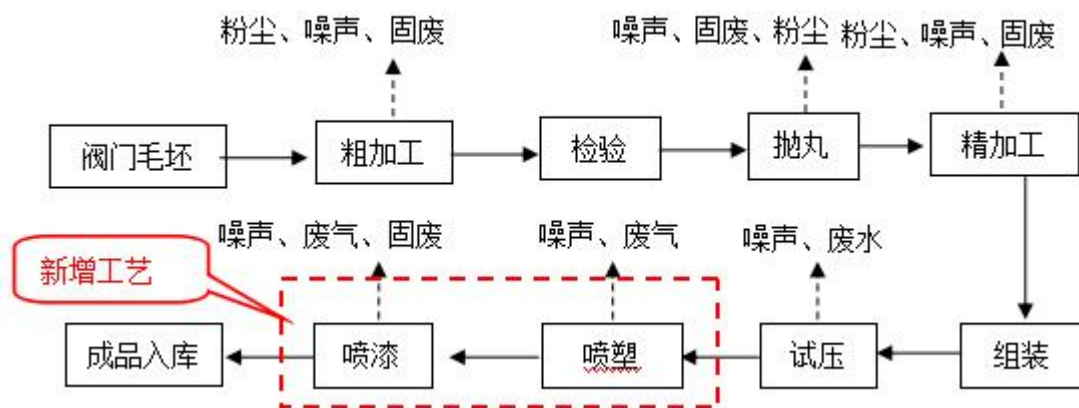 粉尘、噪声、固废
噪声、固废、粉尘
粉尘、噪声、固废
阀门毛坯
粗加工
检验
抛丸
精加工
噪声、废气、固废
噪声、废气
噪声、废水
新增工艺
成品入库
喷漆
喷塑
试压
组装